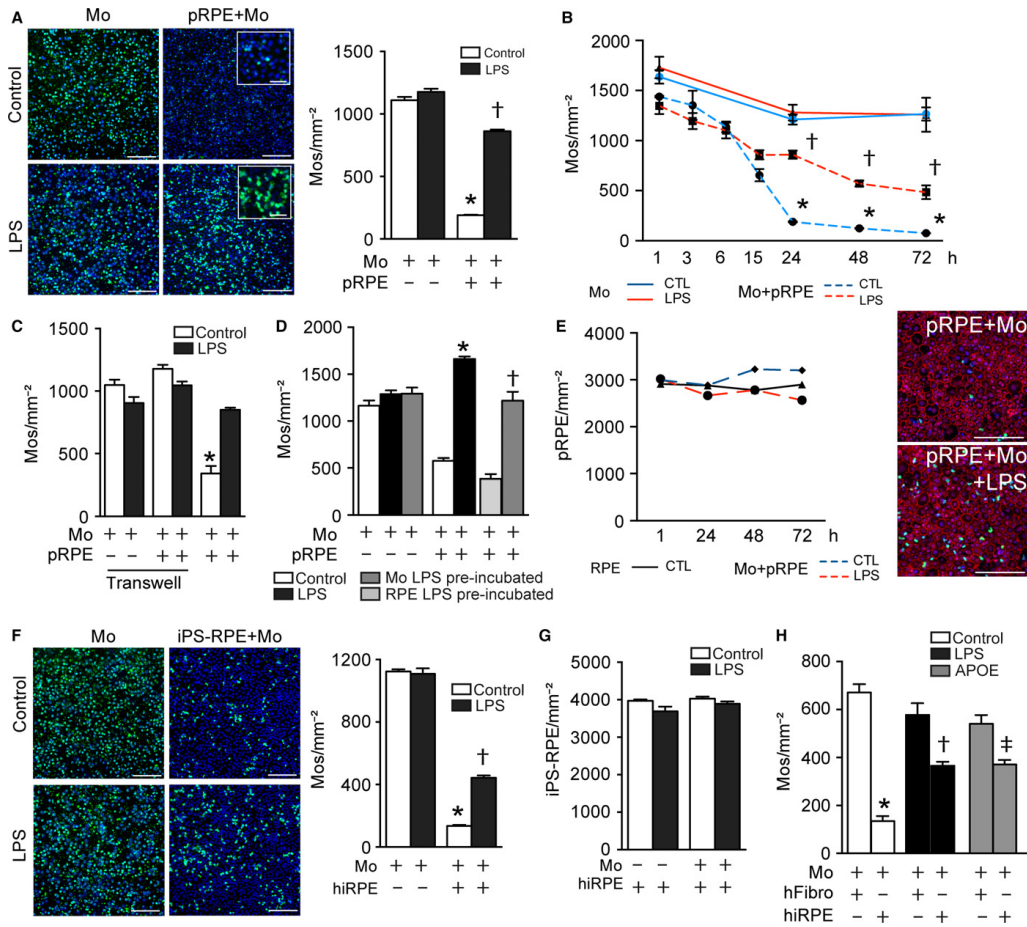 A
Mo
pRPE+Mo
Control
LPS
1500
1000
500
0
Mos/mm⁻²
Control
LPS
*
†
Mo + + + +
pRPE – – + +
B
2000
1500
1000
500
0
Mos/mm⁻²
†
†
†
*
*
*
1 3 6 15 24 48 72 h
Mo
CTL
LPS
Mo+pRPE
CTL
LPS
C
1500
1000
500
0
Mos/mm⁻²
Control
LPS
*
Mo + + + + + +
pRPE – – + + + +
Transwell
D
2000
1500
1000
500
0
Mos/mm⁻²
*
†
Mo + + + + + + +
pRPE – – – + + + +
Control
LPS
Mo LPS pre-incubated
RPE LPS pre-incubated
E
4000
3000
2000
1000
0
pRPE/mm⁻²
1 24 48 72 h
RPE
CTL
Mo+pRPE
CTL
LPS
pRPE+Mo
pRPE+Mo
+LPS
F
Mo
iPS-RPE+Mo
Control
LPS
1200
800
400
0
Mos/mm⁻²
Control
LPS
*
†
Mo + + + +
hiRPE – – + +
G
5000
4000
3000
2000
1000
0
iPS-RPE/mm⁻²
Control
LPS
Mo – – + +
hiRPE + + + +
H
800
600
400
200
0
Mos/mm⁻²
Control
LPS
APOE
*
†
‡
Mo + + + + + +
hFibro + – + – + –
hiRPE – + – + – +